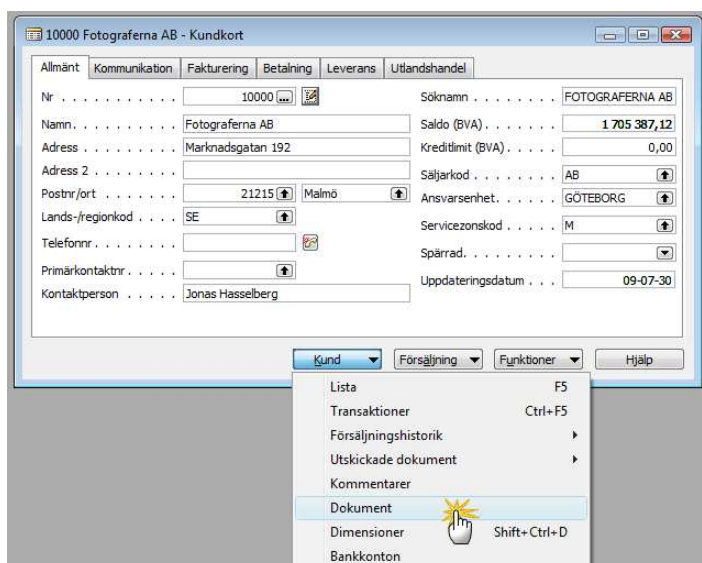 10000 Fotograferna AB - Kundkort
Allmänt Kommunikation Fakturering Betalning Leverans Utlandshandel
Nr . . . . . . . . . . . 10000 ... Söknamn . . . . . . . . FOTOGRAFERNA AB
Namn. . . . . . . . . . Fotograferna AB Saldo (BVA) . . . . . . . 1 705 387,12
Adress . . . . . . . . . Marknadsgatan 192 Kreditlimit (BVA) . . . . . 0,00
Adress 2 . . . . . . . . Säljarkod . . . . . . . . AB
Postnr/ort . . . . . . . 21215 Malmö Ansvarsenhet. . . . . . GÖTEBORG
Lands-/regionkod . . . . SE Servicezonskod . . . . . M
Telefonnr . . . . . . . . Spärrad. . . . . . . . .
Primärkontaktnr . . . . . Uppdateringsdatum . . . 09-07-30
Kontaktperson . . . . . Jonas Hasselberg
Kund Försäljning Funktioner Hjälp
Lista F5
Transaktioner Ctrl+F5
Försäljningshistorik
Utskickade dokument
Kommentarer
Dokument
Dimensioner Shift+Ctrl+D
Bankkonton